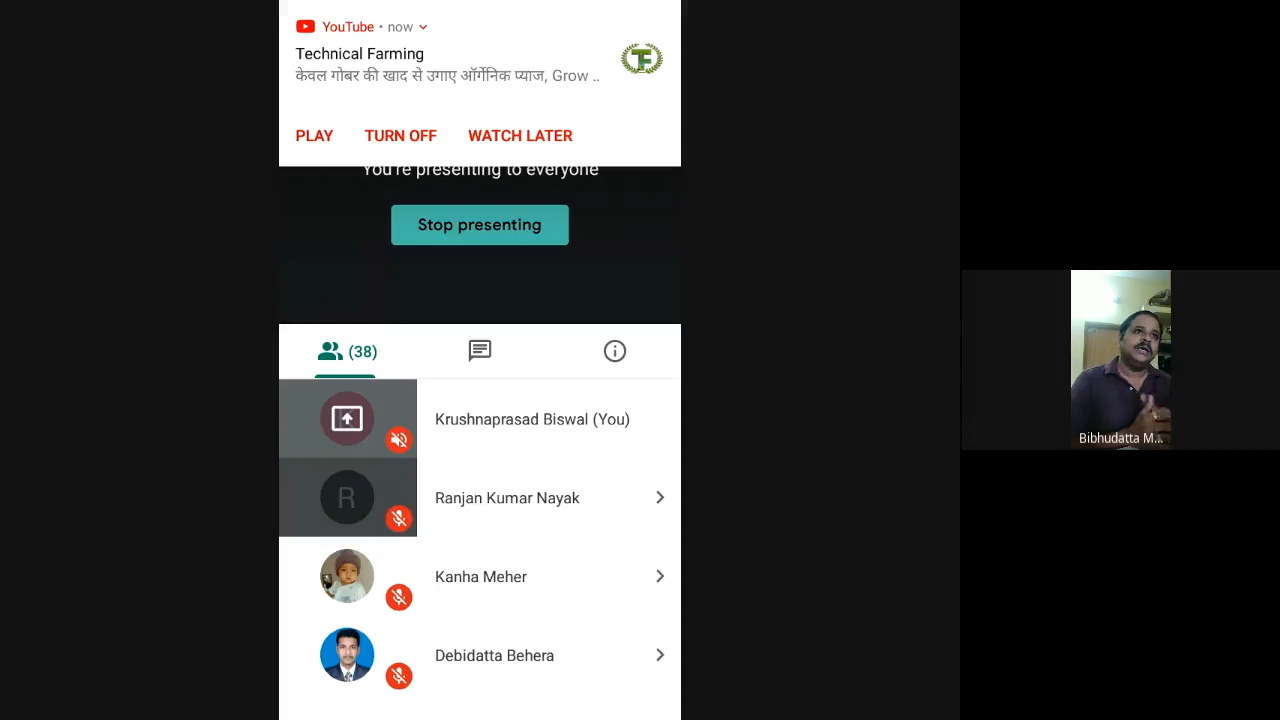 YouTube • now
Technical Farming
केवल गोबर की खाद से उगाए ऑर्गेनिक प्याज, Grow ..
TF
PLAY TURN OFF WATCH LATER
You're presenting to everyone
Stop presenting
(38)
Krushnaprasad Biswal (You)
R
Ranjan Kumar Nayak
Kanha Meher
Debidatta Behera
Bibhudatta M...